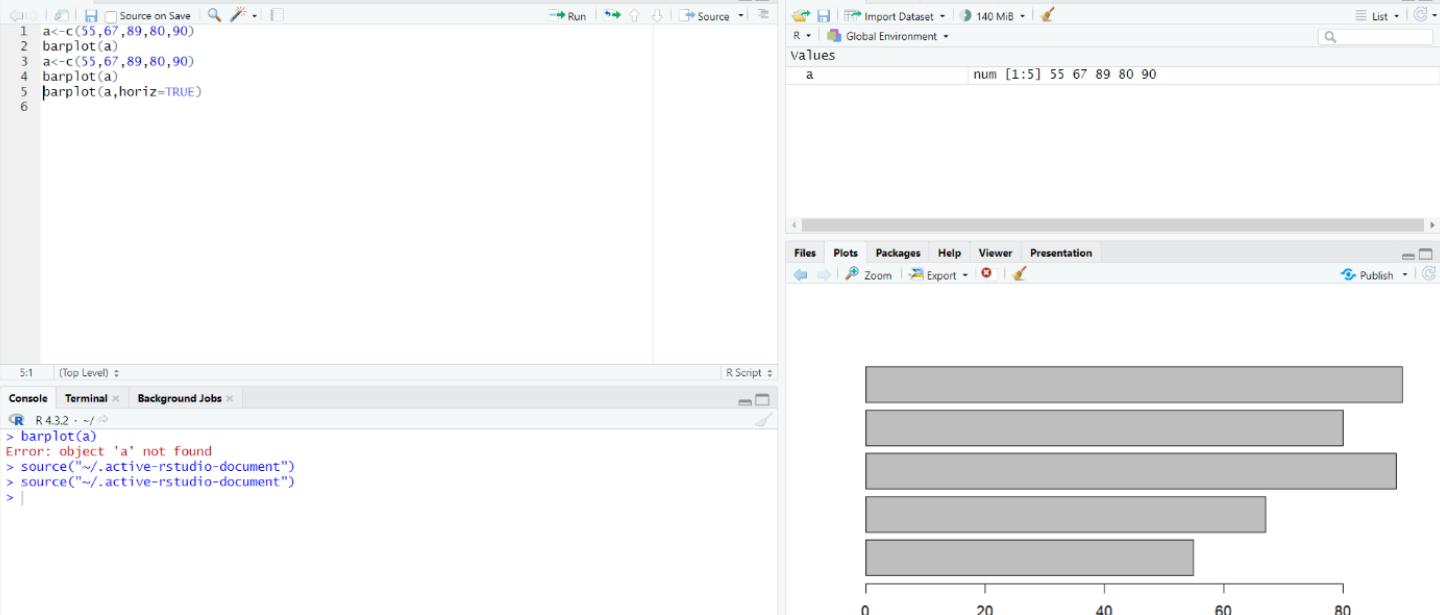 Source on Save
Run
Source
1 a<-c(55,67,89,80,90)
2 barplot(a)
3 a<-c(55,67,89,80,90)
4 barplot(a)
5 barplot(a,horiz=TRUE)
6
5:1 (Top Level) R Script
Console Terminal Background Jobs
R R 4.3.2 · ~/
> barplot(a)
Error: object 'a' not found
> source("~/.active-rstudio-document")
> source("~/.active-rstudio-document")
>
Import Dataset 140 MiB List
R Global Environment
Values
a num [1:5] 55 67 89 80 90
Files Plots Packages Help Viewer Presentation
Zoom Export Publish
0 20 40 60 80